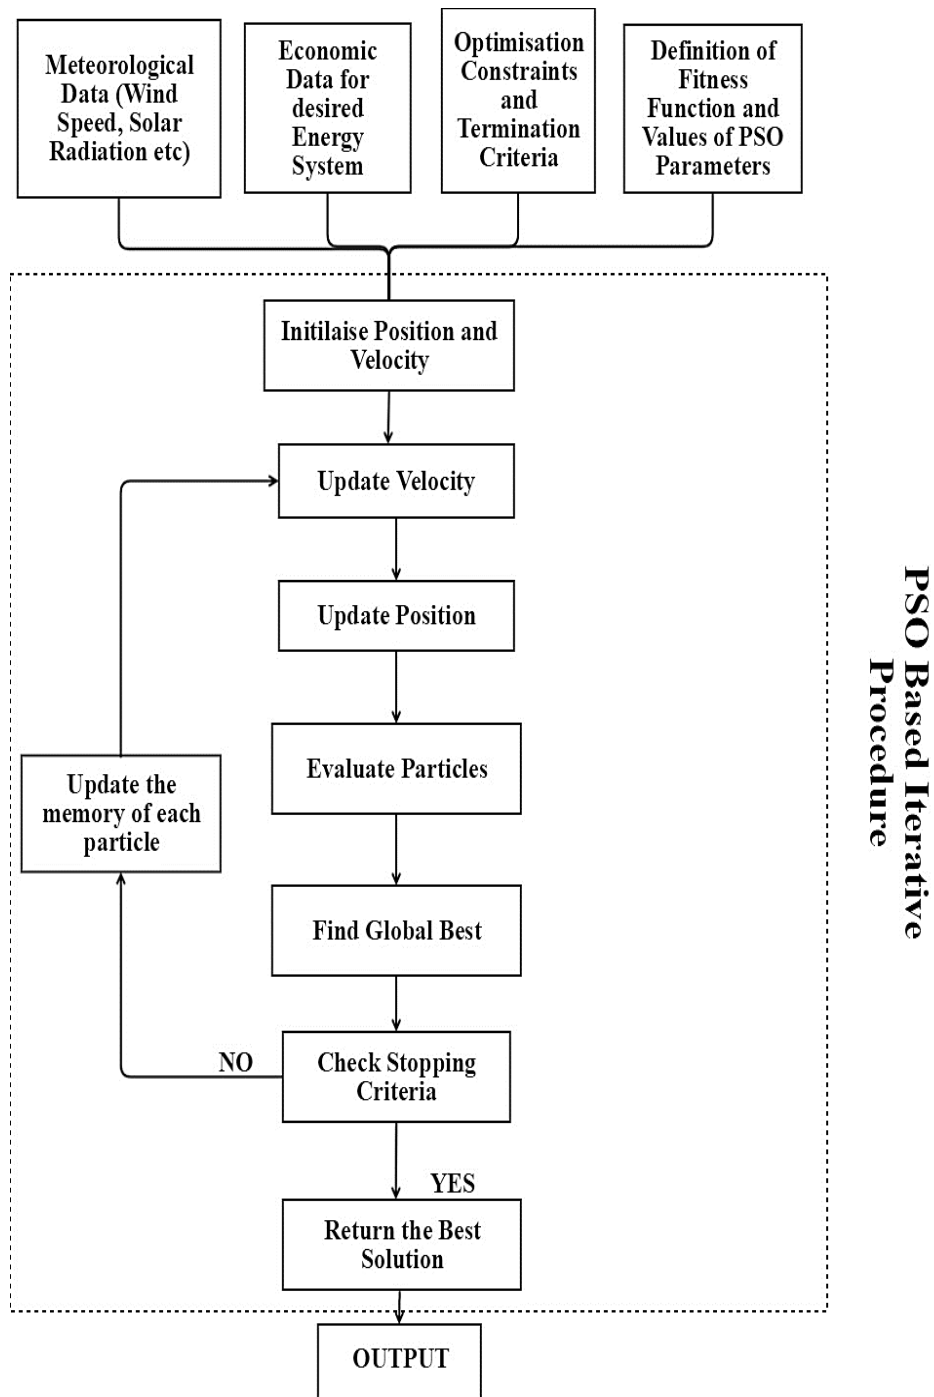 Meteorological
Data (Wind
Speed, Solar
Radiation etc)
Economic
Data for
desired
Energy
System
Optimisation
Constraints
and
Termination
Criteria
Definition of
Fitness
Function and
Values of PSO
Parameters
Initilaise Position and
Velocity
Update Velocity
Update Position
Evaluate Particles
Update the
memory of each
particle
Find Global Best
NO
Check Stopping
Criteria
YES
Return the Best
Solution
OUTPUT
PSO Based Iterative
Procedure